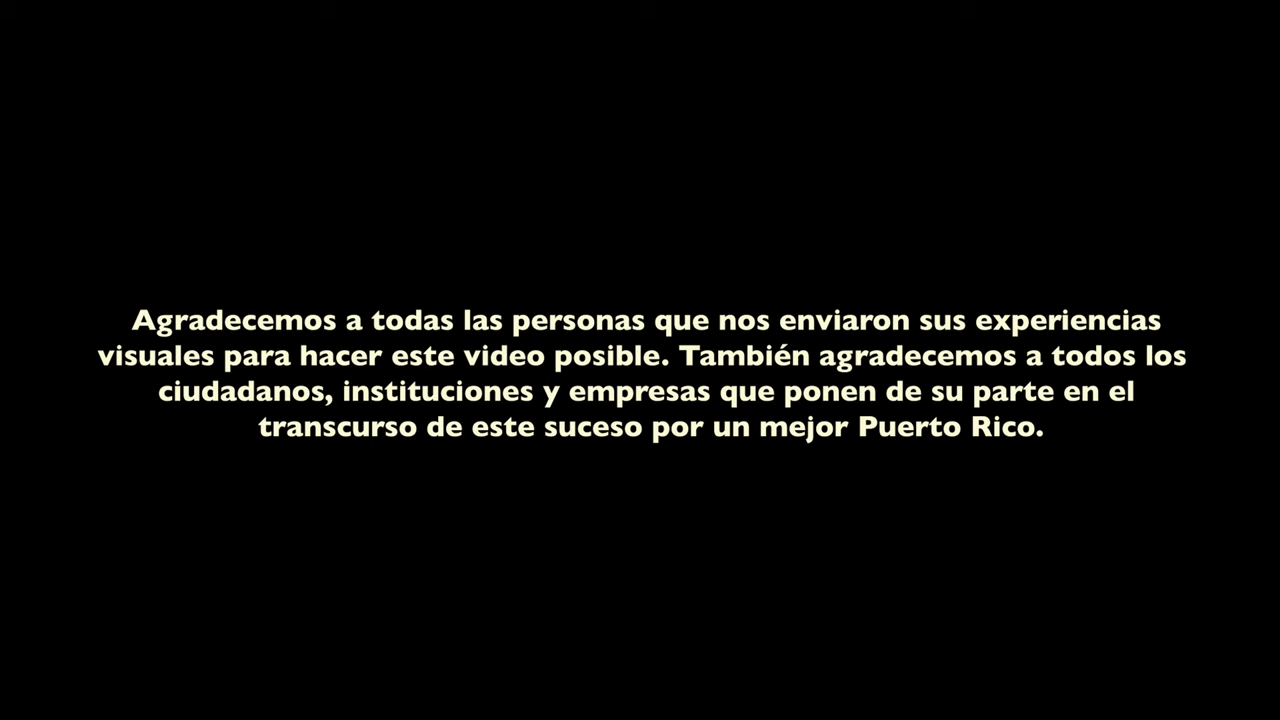 Agradecemos a todas las personas que nos enviaron sus experiencias
visuales para hacer este video posible. También agradecemos a todos los
ciudadanos, instituciones y empresas que ponen de su parte en el
transcurso de este suceso por un mejor Puerto Rico.